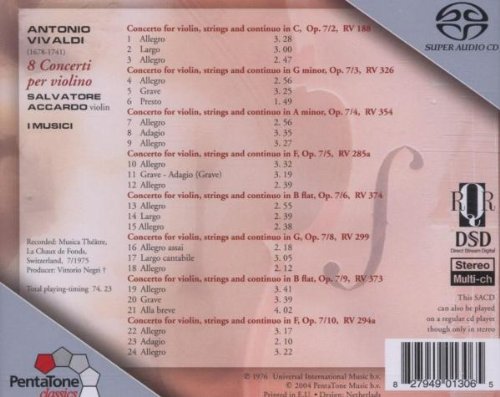 ANTONIO
VIVALDI
(1678-1741)
8 Concerti
per violino
SALVATORE
ACCARDO violin
I MUSICI
Concerto for violin, strings and continuo in C, Op. 7/2, RV 188
1 Allegro 3. 28
2 Largo 3. 00
3 Allegro 2. 47
Concerto for violin, strings and continuo in G minor, Op. 7/3, RV 326
4 Allegro 2. 56
5 Grave 3. 25
6 Presto 1. 49
Concerto for violin, strings and continuo in A minor, Op. 7/4, RV 354
7 Allegro 2. 56
8 Adagio 3. 35
9 Allegro 3. 27
Concerto for violin, strings and continuo in F, Op. 7/5, RV 285a
10 Allegro 3. 32
11 Grave - Adagio (Grave) 3. 19
12 Allegro 2. 39
Concerto for violin, strings and continuo in B flat, Op. 7/6, RV 374
13 Allegro 2. 55
14 Largo 2. 39
15 Allegro 2. 38
Concerto for violin, strings and continuo in G, Op. 7/8, RV 299
16 Allegro assai 2. 18
17 Largo cantabile 3. 05
18 Allegro 2. 12
Concerto for violin, strings and continuo in B flat, Op. 7/9, RV 373
19 Allegro 3. 41
20 Grave 3. 39
21 Alla breve 4. 02
Concerto for violin, strings and continuo in F, Op. 7/10, RV 294a
22 Allegro 3. 17
23 Adagio 2. 10
24 Allegro 3. 22
Recorded: Musica Théâtre,
La Chaux de Fonds,
Switzerland, 7/1975
Producer: Vittorio Negri †
Total playing-time 74. 23
PentaTone
classics
℗ 1976 Universal International Music b.v.
© 2004 PentaTone Music b.v.
Printed in E.U. • Design: Netherlads
SUPER AUDIO CD
RQR
DSD
Direct Stream Digital
Stereo
Multi-ch
This SACD
can also be played
on a regular cd player
though only in stereo
8 27949 01306 5